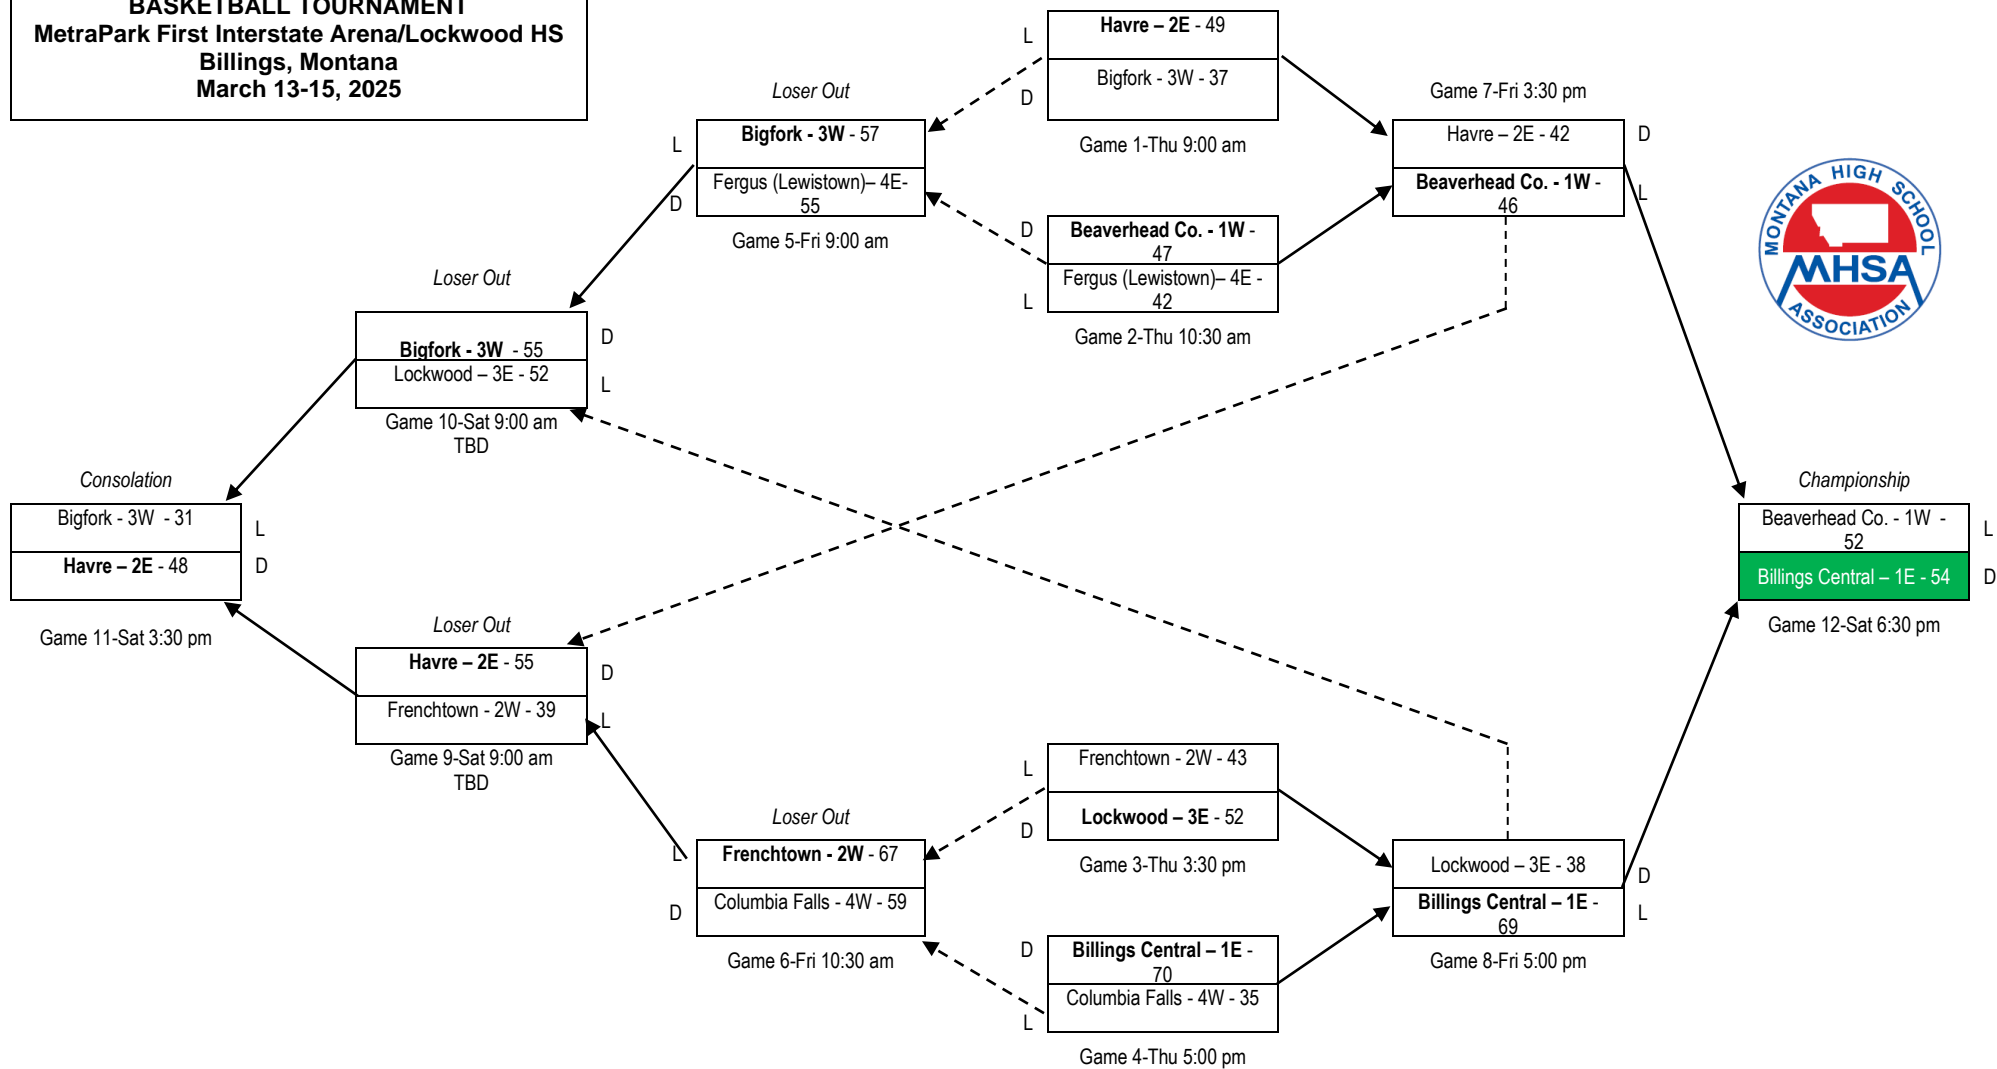 BASKETBALL TOURNAMENT
MetraPark First Interstate Arena/Lockwood HS
Billings, Montana
March 13-15, 2025
L
Havre – 2E - 49
D
Bigfork - 3W - 37
Game 1-Thu 9:00 am
Loser Out
L
Bigfork - 3W - 57
D
Fergus (Lewistown)– 4E-
55
Game 5-Fri 9:00 am
D
Beaverhead Co. - 1W -
47
L
Fergus (Lewistown)– 4E -
42
Game 2-Thu 10:30 am
Game 7-Fri 3:30 pm
Havre – 2E - 42
D
Beaverhead Co. - 1W -
46
L
MONTANA HIGH SCHOOL
MHSA
ASSOCIATION
Loser Out
Bigfork - 3W - 55
D
Lockwood – 3E - 52
L
Game 10-Sat 9:00 am
TBD
Consolation
Bigfork - 3W - 31
L
Havre – 2E - 48
D
Game 11-Sat 3:30 pm
Championship
Beaverhead Co. - 1W -
52
L
Billings Central – 1E - 54
D
Game 12-Sat 6:30 pm
Loser Out
Havre – 2E - 55
D
Frenchtown - 2W - 39
L
Game 9-Sat 9:00 am
TBD
Loser Out
L
Frenchtown - 2W - 67
D
Columbia Falls - 4W - 59
Game 6-Fri 10:30 am
L
Frenchtown - 2W - 43
D
Lockwood – 3E - 52
Game 3-Thu 3:30 pm
Lockwood – 3E - 38
D
Billings Central – 1E -
69
L
Game 8-Fri 5:00 pm
D
Billings Central – 1E -
70
L
Columbia Falls - 4W - 35
Game 4-Thu 5:00 pm